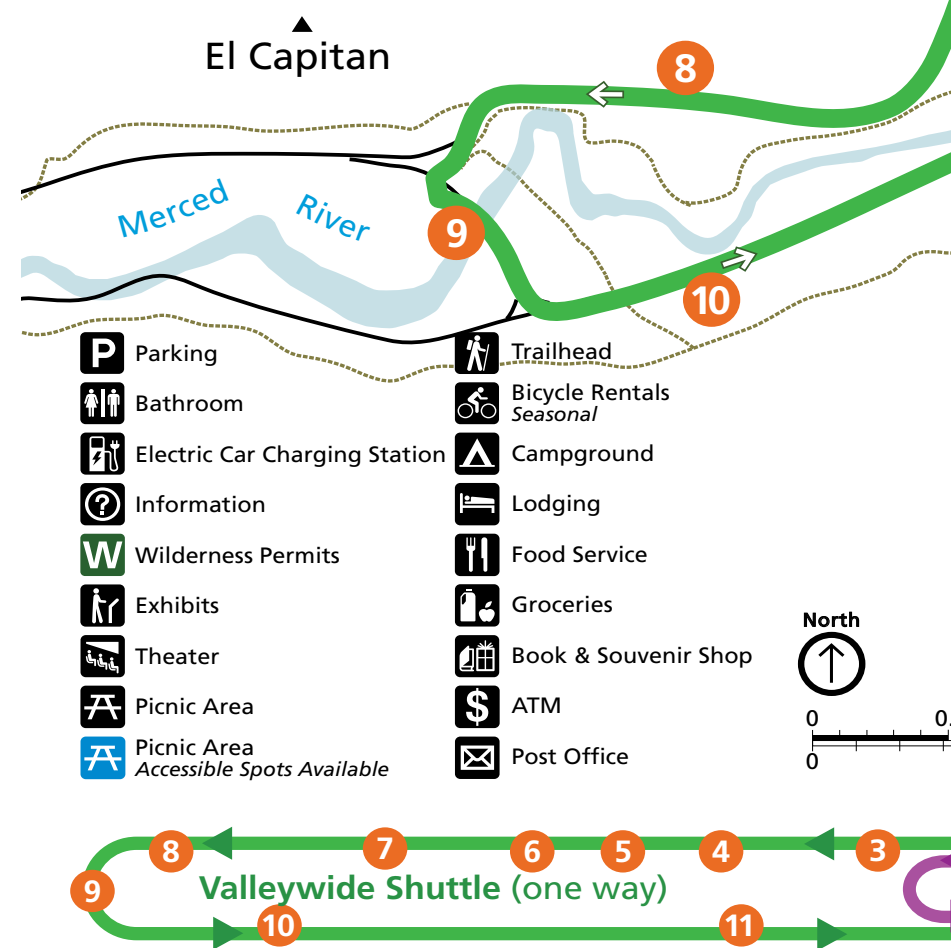 El Capitan
8
Merced
River
9
10
P Parking
Bathroom
Electric Car Charging Station
? Information
W Wilderness Permits
Exhibits
Theater
Picnic Area
Picnic Area
Accessible Spots Available
Trailhead
Bicycle Rentals
Seasonal
Campground
Lodging
Food Service
Groceries
Book & Souvenir Shop
$ ATM
Post Office
North
0 0.
0
8 7 6 5 4 3
9 Valleywide Shuttle (one way)
10 11